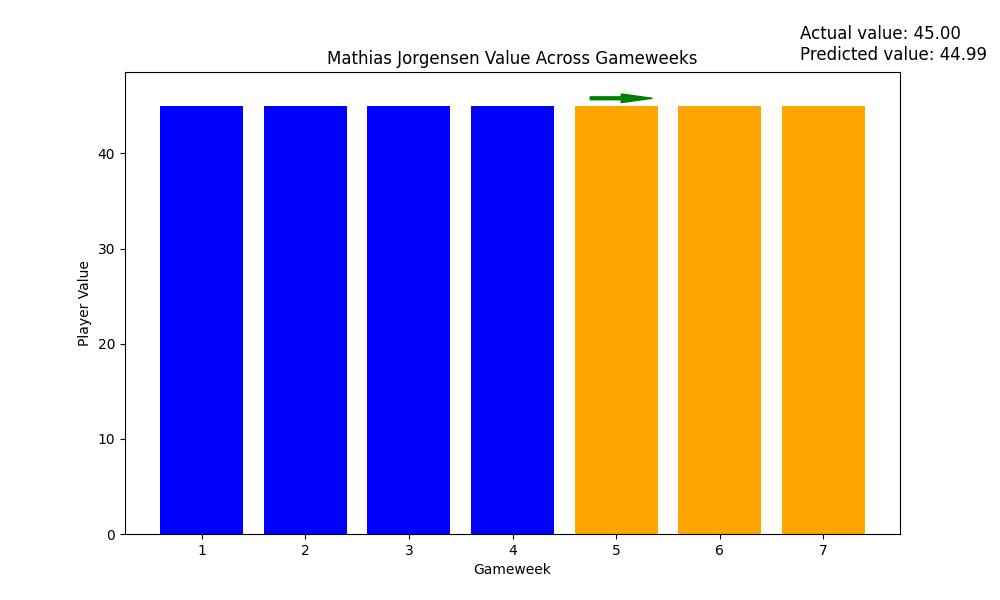 Actual value: 45.00
Predicted value: 44.99
Mathias Jorgensen Value Across Gameweeks
Player Value
40
30
20
10
0
1 2 3 4 5 6 7
Gameweek